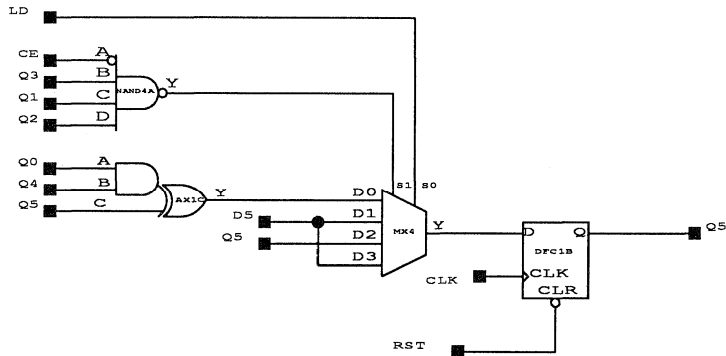 LD
CE A
Q3 B NAND4A Y
Q1 C
Q2 D
Q0 A
Q4 B AX1C Y
Q5 C
D0 S1 S0
D5 D1
Q5 D2 MX4 Y
D3
D Q Q5
DFC1B
CLK CLK
CLR
RST